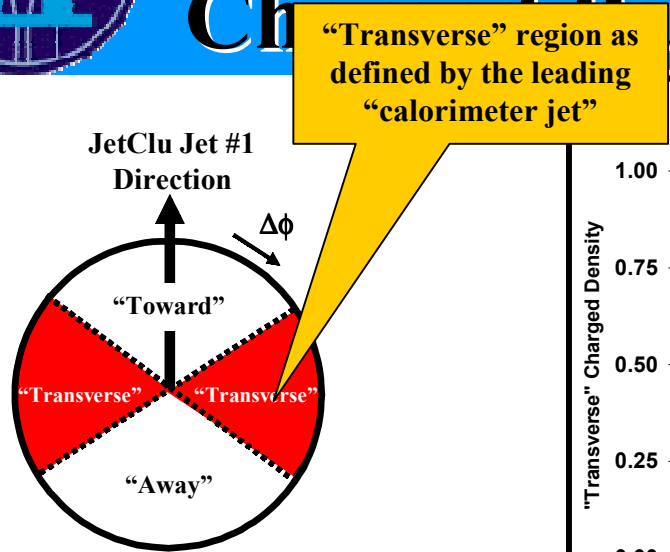 “Transverse” region as
defined by the leading
“calorimeter jet”
JetClu Jet #1
Direction
Δϕ
“Toward”
“Transverse” “Transverse”
“Away”
"Transverse" Charged Density
1.00
0.75
0.50
0.25